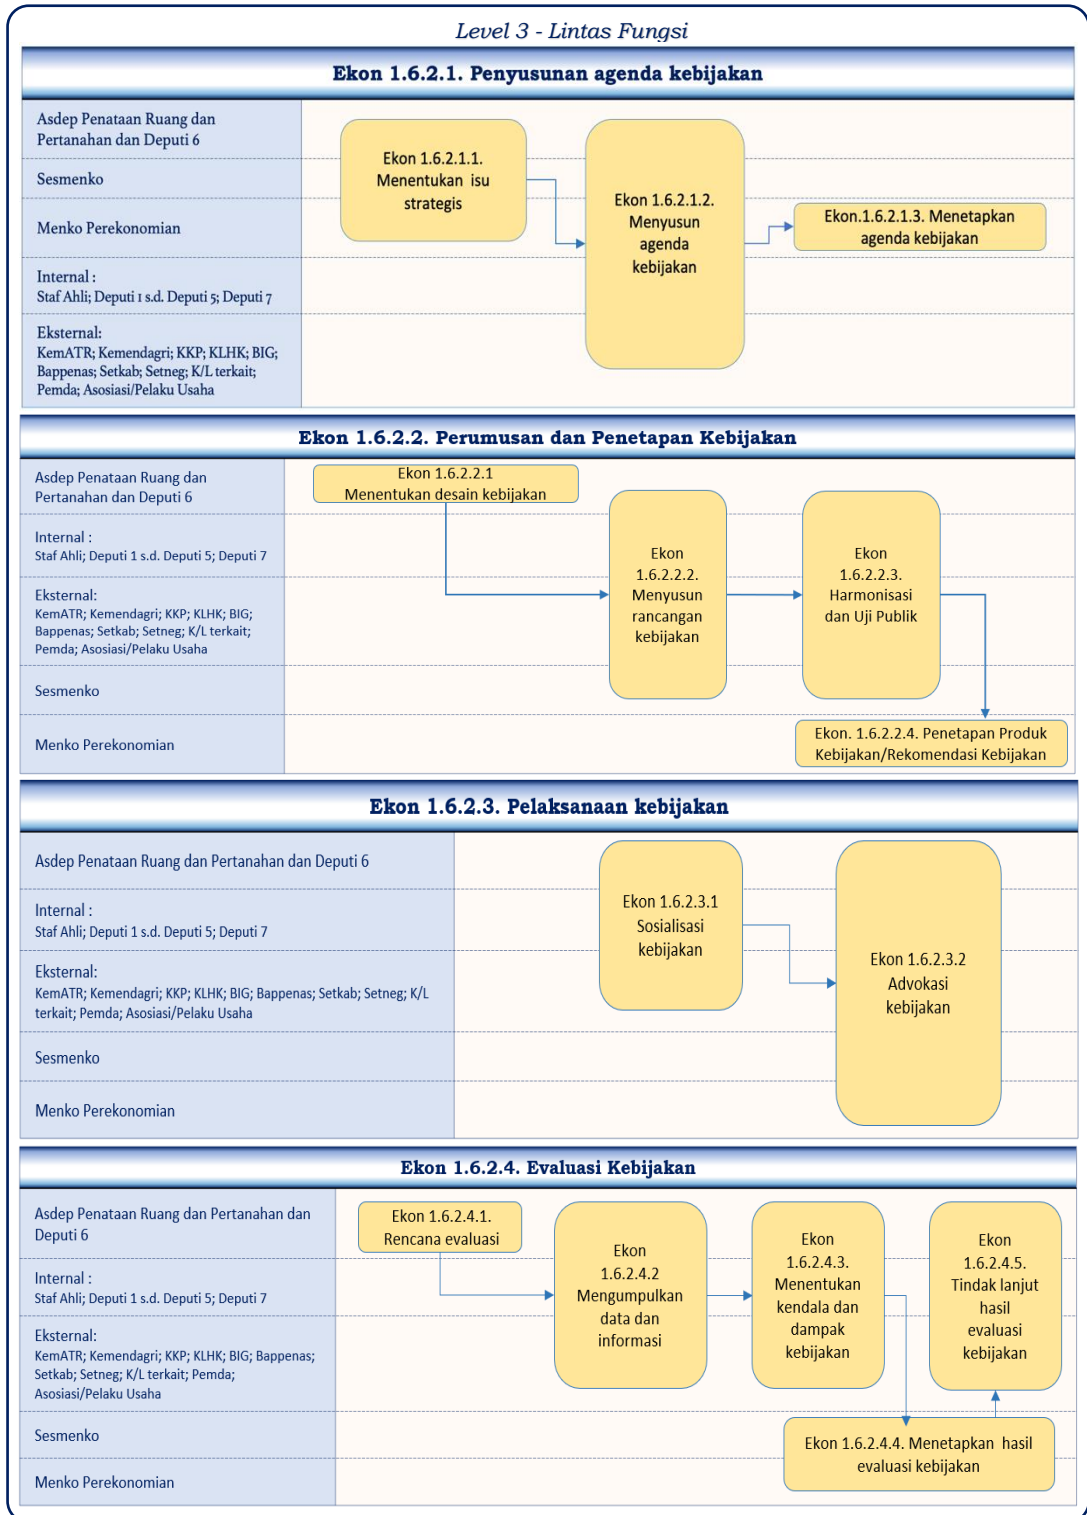 Level 3 - Lintas Fungsi
Ekon 1.6.2.1. Penyusunan agenda kebijakan
Asdep Penataan Ruang dan
Pertanahan dan Deputi 6
Sesmenko
Menko Perekonomian
Internal :
Staf Ahli; Deputi 1 s.d. Deputi 5; Deputi 7
Eksternal:
KemATR; Kemendagri; KKP; KLHK; BIG;
Bappenas; Setkab; Setneg; K/L terkait;
Pemda; Asosiasi/Pelaku Usaha
Ekon 1.6.2.1.1.
Menentukan isu
strategis
Ekon 1.6.2.1.2.
Menyusun
agenda
kebijakan
Ekon.1.6.2.1.3. Menetapkan
agenda kebijakan
Ekon 1.6.2.2. Perumusan dan Penetapan Kebijakan
Asdep Penataan Ruang dan
Pertanahan dan Deputi 6
Internal :
Staf Ahli; Deputi 1 s.d. Deputi 5; Deputi 7
Eksternal:
KemATR; Kemendagri; KKP; KLHK; BIG;
Bappenas; Setkab; Setneg; K/L terkait;
Pemda; Asosiasi/Pelaku Usaha
Sesmenko
Menko Perekonomian
Ekon 1.6.2.2.1
Menentukan desain kebijakan
Ekon
1.6.2.2.2.
Menyusun
rancangan
kebijakan
Ekon
1.6.2.2.3.
Harmonisasi
dan Uji Publik
Ekon. 1.6.2.2.4. Penetapan Produk
Kebijakan/Rekomendasi Kebijakan
Ekon 1.6.2.3. Pelaksanaan kebijakan
Asdep Penataan Ruang dan Pertanahan dan Deputi 6
Internal :
Staf Ahli; Deputi 1 s.d. Deputi 5; Deputi 7
Eksternal:
KemATR; Kemendagri; KKP; KLHK; BIG; Bappenas; Setkab; Setneg; K/L
terkait; Pemda; Asosiasi/Pelaku Usaha
Sesmenko
Menko Perekonomian
Ekon 1.6.2.3.1
Sosialisasi
kebijakan
Ekon 1.6.2.3.2
Advokasi
kebijakan
Ekon 1.6.2.4. Evaluasi Kebijakan
Asdep Penataan Ruang dan Pertanahan dan
Deputi 6
Internal :
Staf Ahli; Deputi 1 s.d. Deputi 5; Deputi 7
Eksternal:
KemATR; Kemendagri; KKP; KLHK; BIG; Bappenas;
Setkab; Setneg; K/L terkait; Pemda;
Asosiasi/Pelaku Usaha
Sesmenko
Menko Perekonomian
Ekon 1.6.2.4.1.
Rencana evaluasi
Ekon
1.6.2.4.2
Mengumpulkan
data dan
informasi
Ekon
1.6.2.4.3.
Menentukan
kendala dan
dampak
kebijakan
Ekon 1.6.2.4.4. Menetapkan hasil
evaluasi kebijakan
Ekon
1.6.2.4.5.
Tindak lanjut
hasil
evaluasi
kebijakan